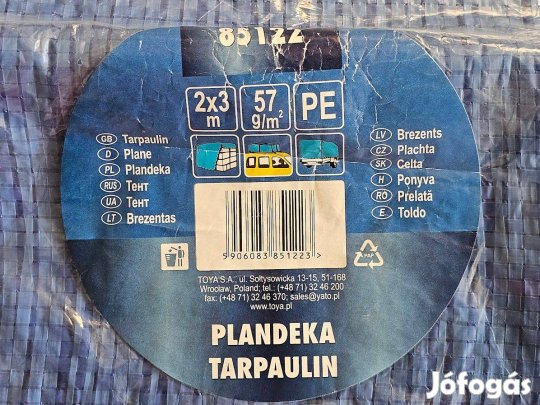 85122
2x3 m
57 g/m²
PE
GB Tarpaulin
D Plane
PL Plandeka
RUS Тент
UA Тент
LT Brezentas
LV Brezents
CZ Plachta
SK Celta
H Ponyva
RO Prelată
E Toldo
5 906083 851223 >
PAP
TOYA S.A., ul. Sołtysowicka 13-15, 51-168
Wrocław, Poland; tel.: (+48 71) 32 46 200
fax: (+48 71) 32 46 370; sales@yato.pl
www.toya.pl
PLANDEKA
TARPAULIN
Jófogás